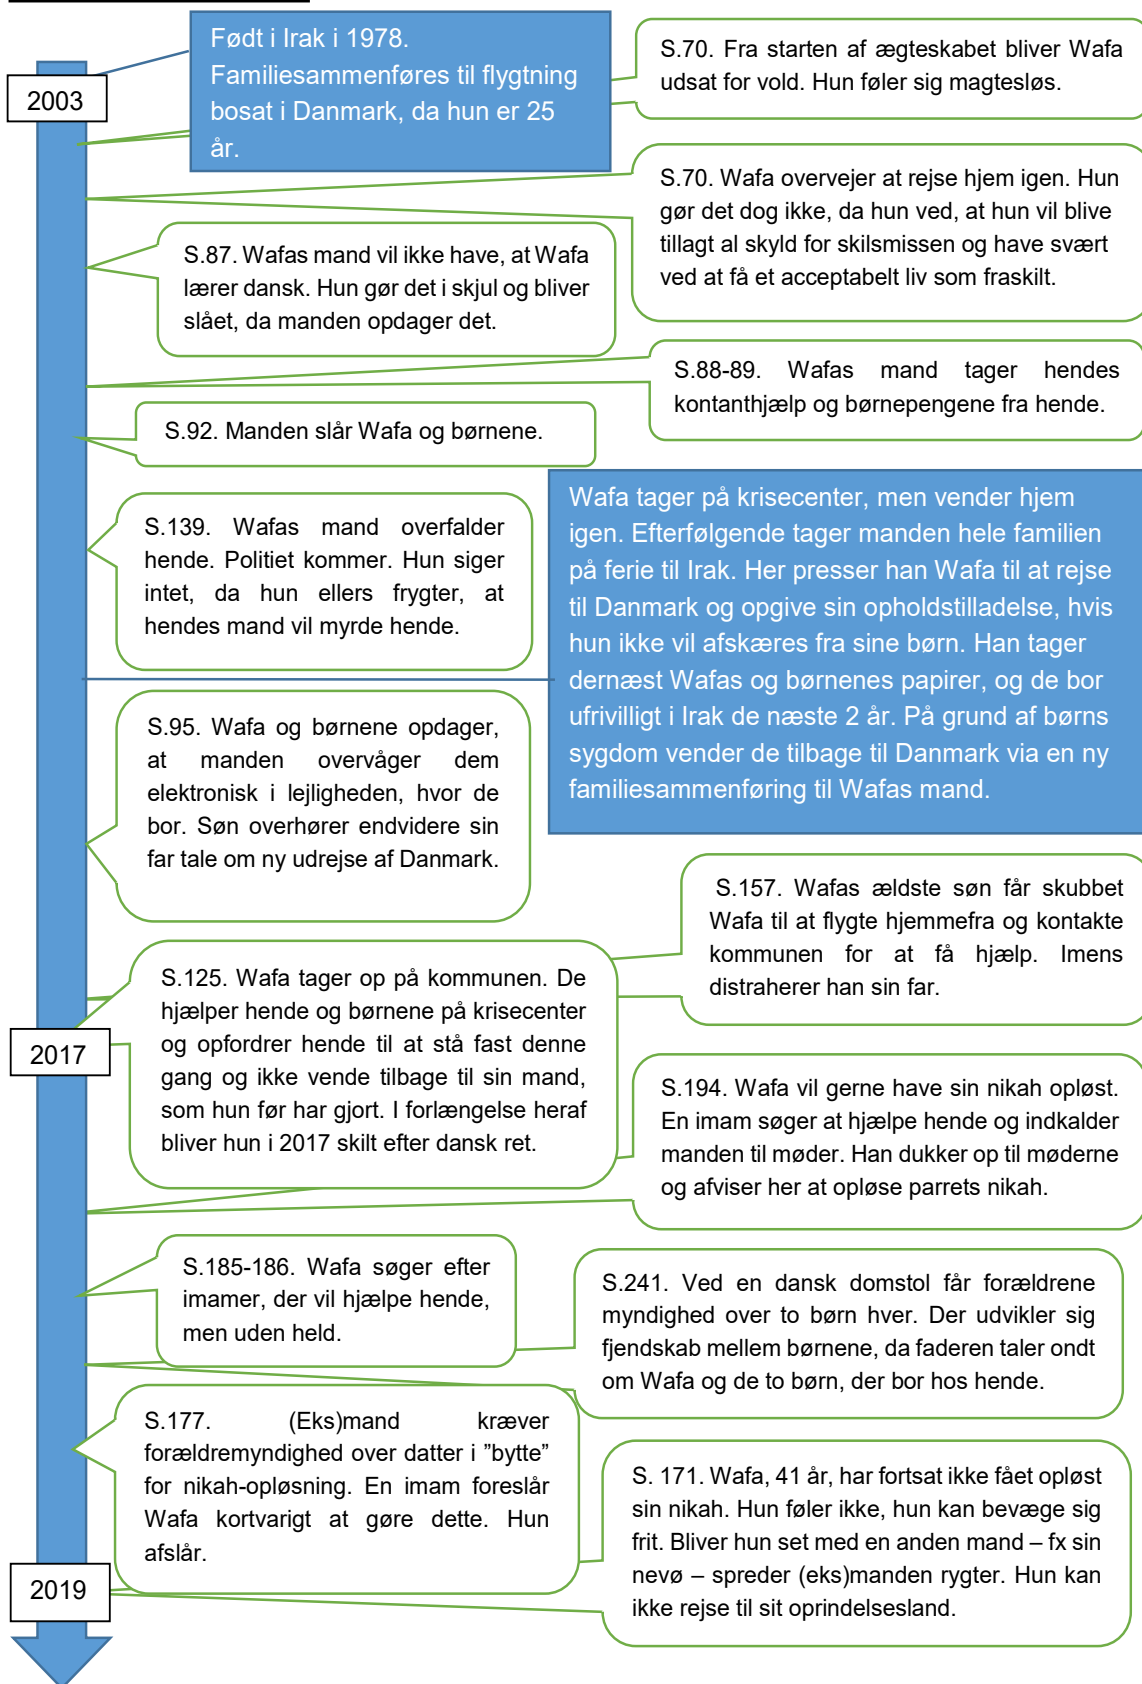 Født i Irak i 1978.
Familiesammenføres til flygtning
bosat i Danmark, da hun er 25
år.
S.70. Fra starten af ægteskabet bliver Wafa
udsat for vold. Hun føler sig magtesløs.
2003
S.70. Wafa overvejer at rejse hjem igen. Hun
gør det dog ikke, da hun ved, at hun vil blive
tillagt al skyld for skilsmissen og have svært
ved at få et acceptabelt liv som fraskilt.
S.87. Wafas mand vil ikke have, at Wafa
lærer dansk. Hun gør det i skjul og bliver
slået, da manden opdager det.
S.88-89. Wafas mand tager hendes
kontanthjælp og børnepengene fra hende.
S.92. Manden slår Wafa og børnene.
Wafa tager på krisecenter, men vender hjem
igen. Efterfølgende tager manden hele familien
på ferie til Irak. Her presser han Wafa til at rejse
til Danmark og opgive sin opholdstilladelse, hvis
hun ikke vil afskæres fra sine børn. Han tager
dernæst Wafas og børnenes papirer, og de bor
ufrivilligt i Irak de næste 2 år. På grund af børns
sygdom vender de tilbage til Danmark via en ny
familiesammenføring til Wafas mand.
S.139. Wafas mand overfalder
hende. Politiet kommer. Hun siger
intet, da hun ellers frygter, at
hendes mand vil myrde hende.
S.95. Wafa og børnene opdager,
at manden overvåger dem
elektronisk i lejligheden, hvor de
bor. Søn overhører endvidere sin
far tale om ny udrejse af Danmark.
S.157. Wafas ældste søn får skubbet
Wafa til at flygte hjemmefra og kontakte
kommunen for at få hjælp. Imens
distraherer han sin far.
S.125. Wafa tager op på kommunen. De
hjælper hende og børnene på krisecenter
og opfordrer hende til at stå fast denne
gang og ikke vende tilbage til sin mand,
som hun før har gjort. I forlængelse heraf
bliver hun i 2017 skilt efter dansk ret.
2017
S.194. Wafa vil gerne have sin nikah opløst.
En imam søger at hjælpe hende og indkalder
manden til møder. Han dukker op til møderne
og afviser her at opløse parrets nikah.
S.185-186. Wafa søger efter
imamer, der vil hjælpe hende,
men uden held.
S.241. Ved en dansk domstol får forældrene
myndighed over to børn hver. Der udvikler sig
fjendskab mellem børnene, da faderen taler ondt
om Wafa og de to børn, der bor hos hende.
S.177. (Eks)mand kræver
forældremyndighed over datter i ”bytte”
for nikah-opløsning. En imam foreslår
Wafa kortvarigt at gøre dette. Hun
afslår.
S. 171. Wafa, 41 år, har fortsat ikke fået opløst
sin nikah. Hun føler ikke, hun kan bevæge sig
frit. Bliver hun set med en anden mand – fx sin
nevø – spreder (eks)manden rygter. Hun kan
ikke rejse til sit oprindelsesland.
2019